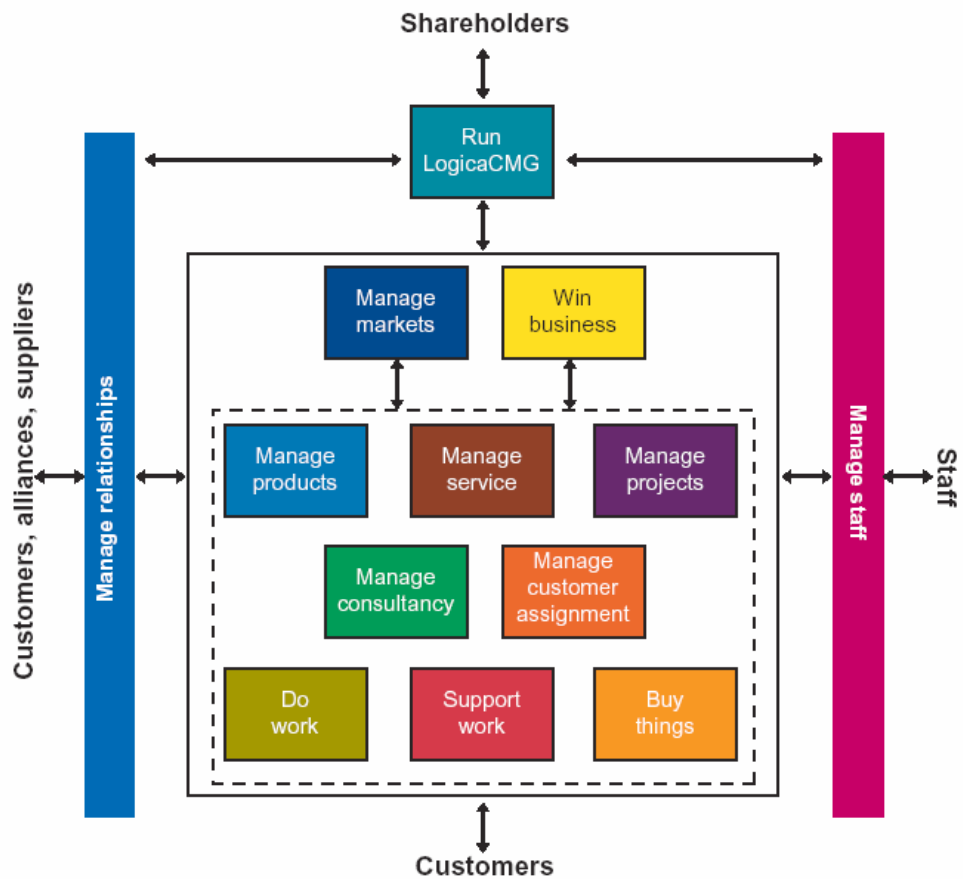 Shareholders
Run
LogicaCMG
Manage
markets
Win
business
Customers, alliances, suppliers
Manage relationships
Manage
products
Manage
service
Manage
projects
Manage staff
Staff
Manage
consultancy
Manage
customer
assignment
Do
work
Support
work
Buy
things
Customers